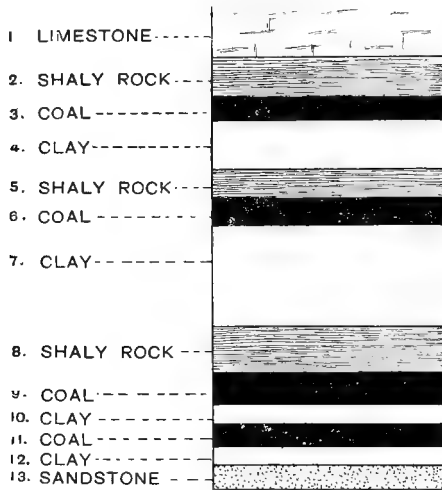 1 LIMESTONE
2. SHALY ROCK
3. COAL
4. CLAY
5. SHALY ROCK
6. COAL
7. CLAY
8. SHALY ROCK
9. COAL
10. CLAY
11. COAL
12. CLAY
13. SANDSTONE